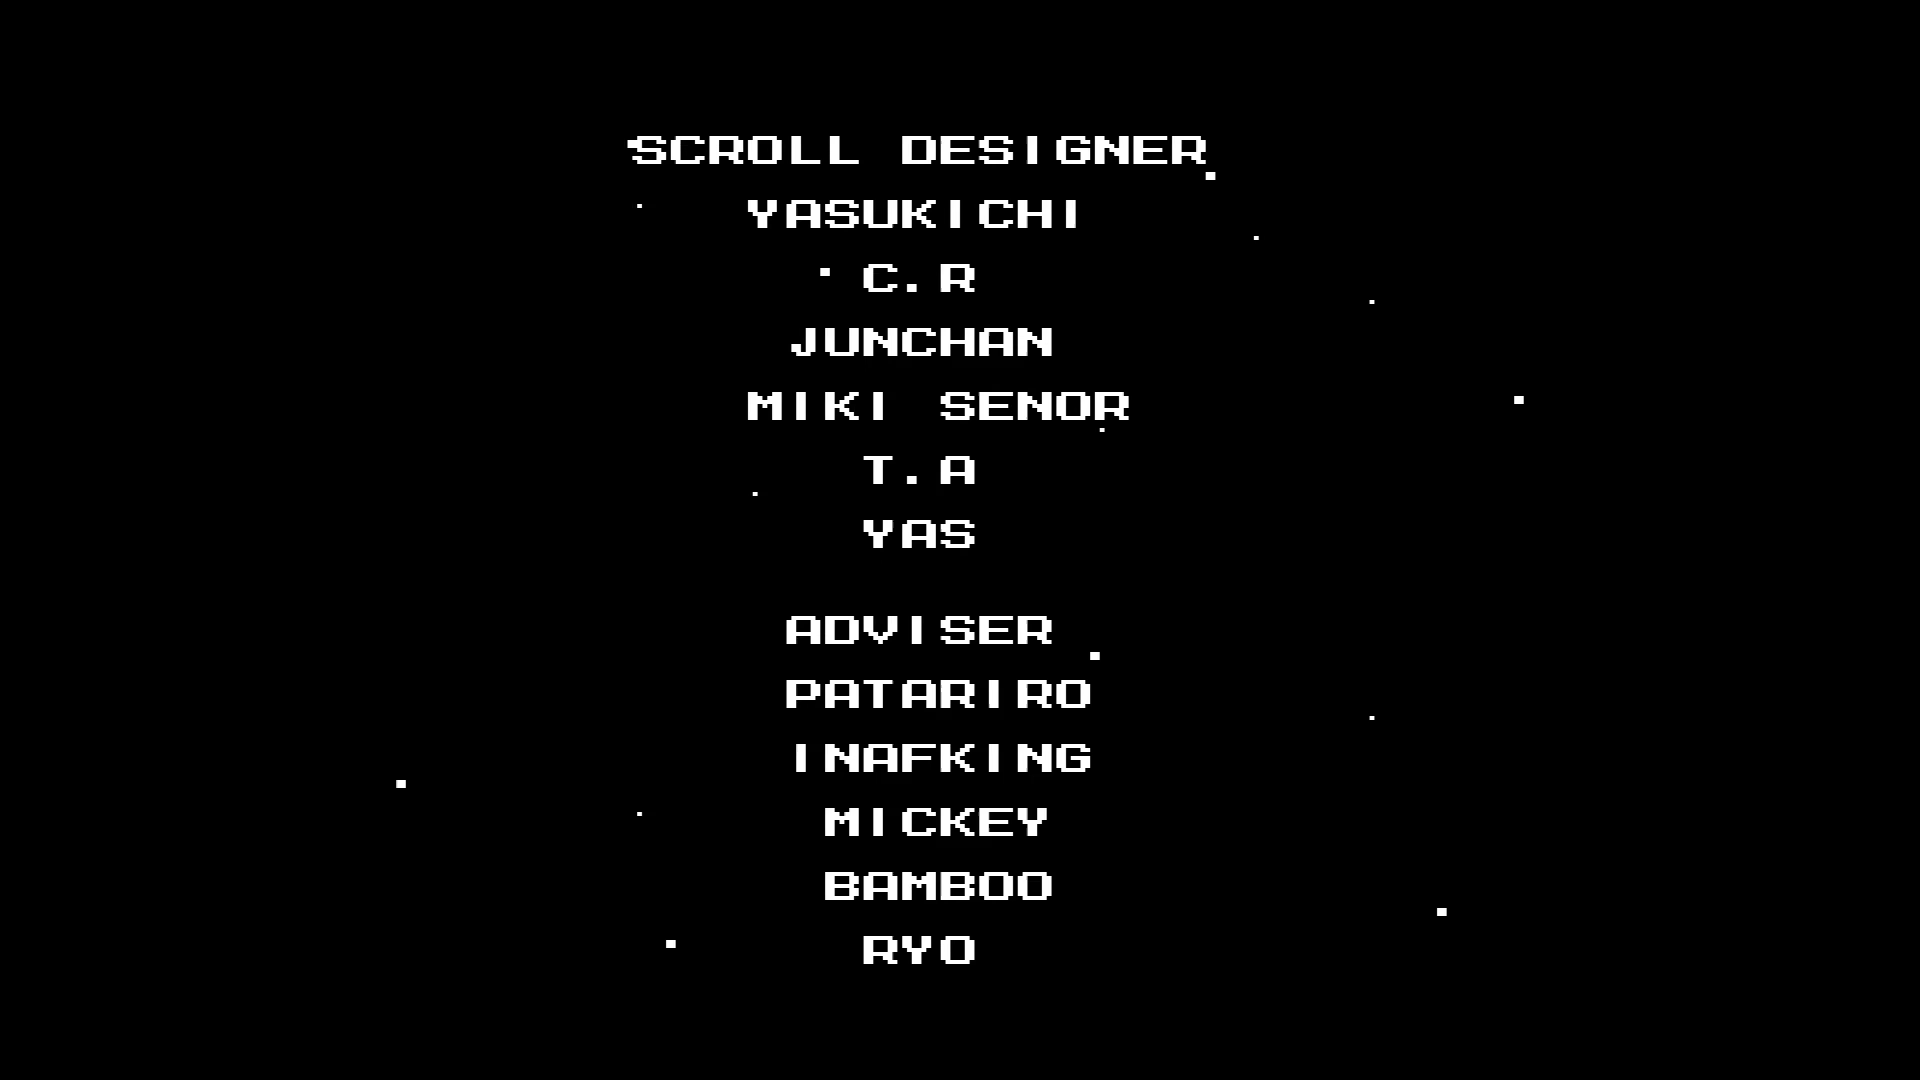 SCROLL DESIGNER
YASUKICHI
C.R
JUNCHAN
MIKI SENOR
T.A
YAS
ADVISER
PATARIRO
INAFKING
MICKEY
BAMBOO
RYO